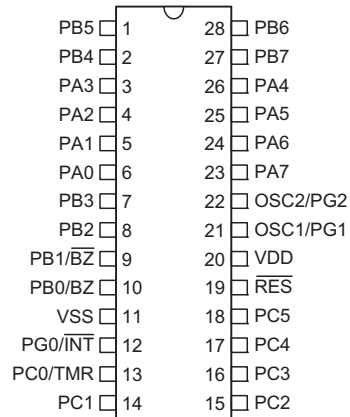 PB5 1 28 PB6
PB4 2 27 PB7
PA3 3 26 PA4
PA2 4 25 PA5
PA1 5 24 PA6
PA0 6 23 PA7
PB3 7 22 OSC2/PG2
PB2 8 21 OSC1/PG1
PB1/B̅Z̅ 9 20 VDD
PB0/BZ 10 19 R̅E̅S̅
VSS 11 18 PC5
PG0/I̅N̅T̅ 12 17 PC4
PC0/TMR 13 16 PC3
PC1 14 15 PC2